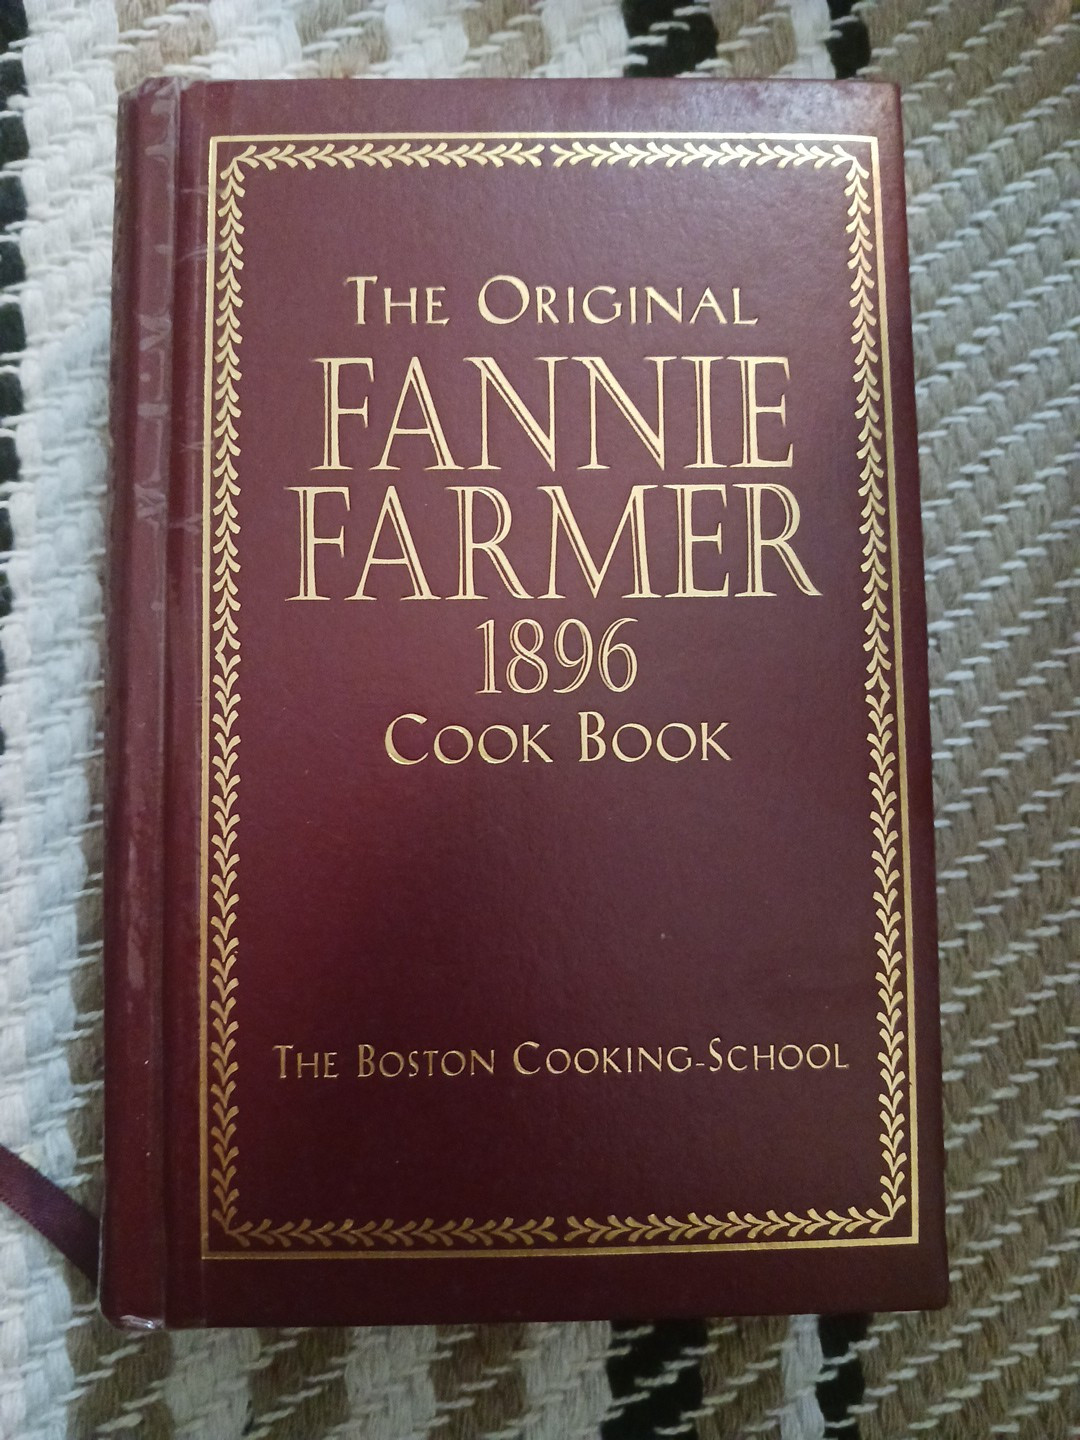 The Original
FANNIE
FARMER
1896
Cook Book
The Boston Cooking-School